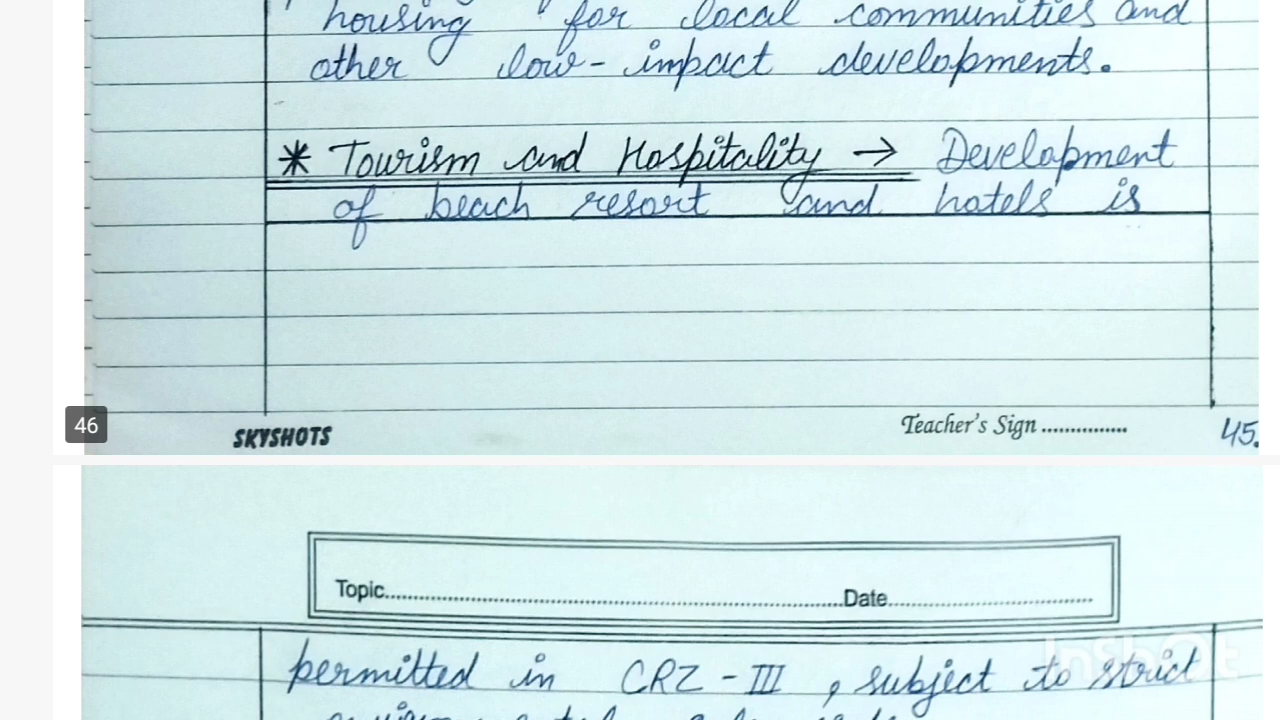 housing for local communities and
other low-impact developments.
* Tourism and Hospitality → Development
of beach resort and hotels is
46
SKYSHOTS
Teacher's Sign ...............
45.
Topic..........Date..........
permitted in CRZ-III, subject to strict
InShOt